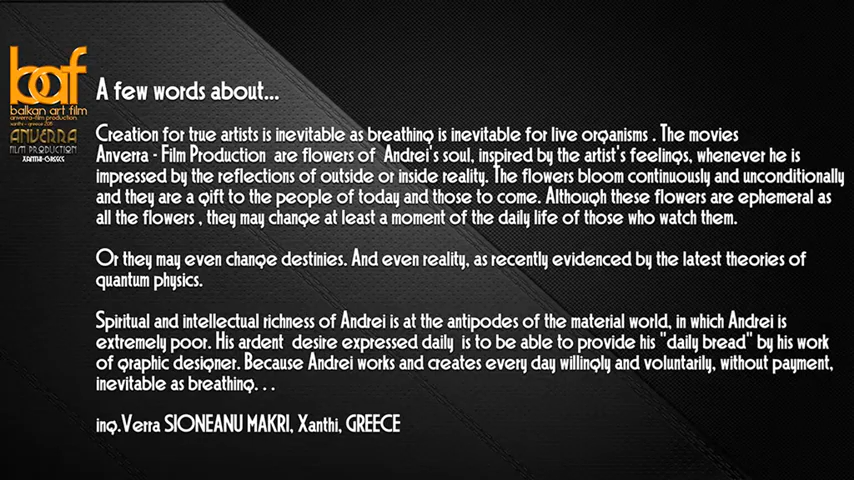 baf
balkan art film
anverra-film production
xanthi - greece 2011
ANVERRA
FILM PRODUCTION
XANTHI-GREECE
A few words about...
Creation for true artists is inevitable as breathing is inevitable for live organisms . The movies
Anverra - Film Production are flowers of Andrei's soul, inspired by the artist's feelings, whenever he is
impressed by the reflections of outside or inside reality. The flowers bloom continuously and unconditionally
and they are a gift to the people of today and those to come. Although these flowers are ephemeral as
all the flowers , they may change at least a moment of the daily life of those who watch them.
Or they may even change destinies. And even reality, as recently evidenced by the latest theories of
quantum physics.
Spiritual and intellectual richness of Andrei is at the antipodes of the material world, in which Andrei is
extremely poor. His ardent desire expressed daily is to be able to provide his "daily bread" by his work
of graphic designer. Because Andrei works and creates every day willingly and voluntarily, without payment,
inevitable as breathing. . .
ing.Verra SIONEANU MAKRI, Xanthi, GREECE